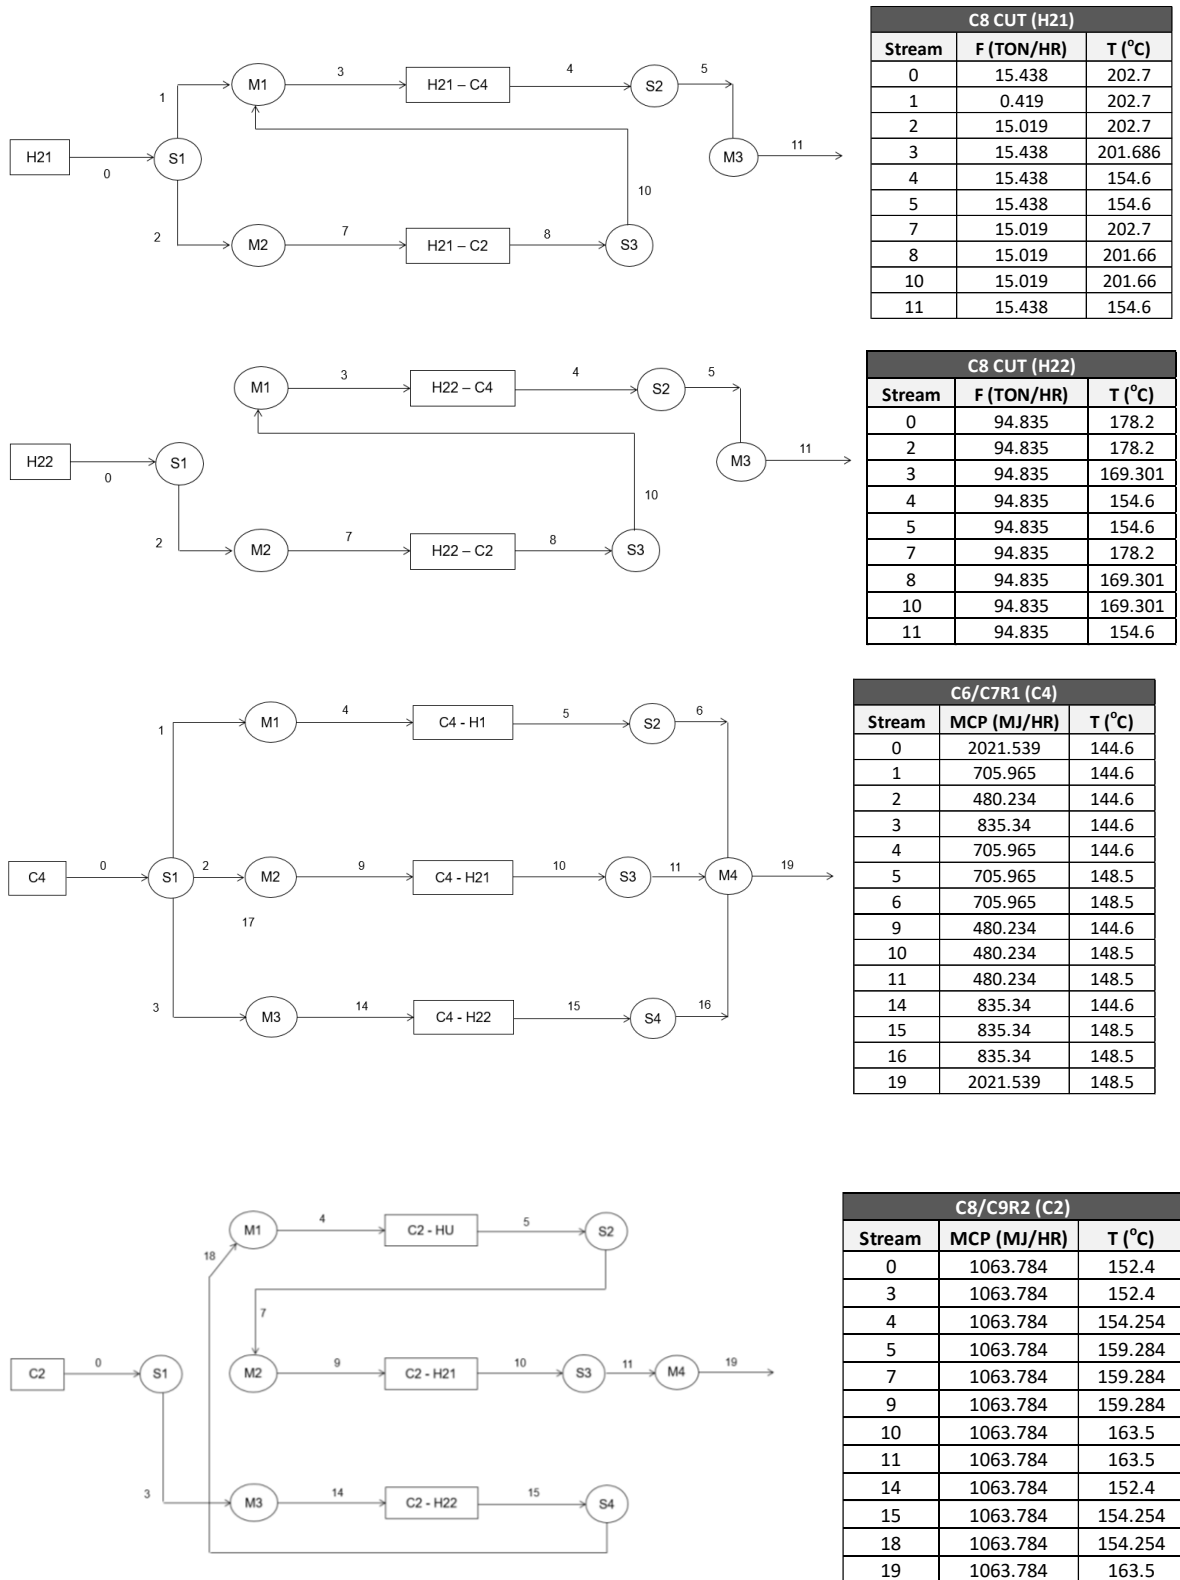 C8 CUT (H21)
Stream F (TON/HR) T (°C)
0 15.438 202.7
1 0.419 202.7
2 15.019 202.7
3 15.438 201.686
4 15.438 154.6
5 15.438 154.6
7 15.019 202.7
8 15.019 201.66
10 15.019 201.66
11 15.438 154.6
3 4 5
M1 H21 – C4 S2
1
H21 S1 M3 11
0
10
2 7 8
M2 H21 – C2 S3
C8 CUT (H22)
Stream F (TON/HR) T (°C)
0 94.835 178.2
2 94.835 178.2
3 94.835 169.301
4 94.835 154.6
5 94.835 154.6
7 94.835 178.2
8 94.835 169.301
10 94.835 169.301
11 94.835 154.6
3 4 5
M1 H22 – C4 S2
H22 S1 M3 11
0
10
2 7 8
M2 H22 – C2 S3
C6/C7R1 (C4)
Stream MCP (MJ/HR) T (°C)
0 2021.539 144.6
1 705.965 144.6
2 480.234 144.6
3 835.34 144.6
4 705.965 144.6
5 705.965 148.5
6 705.965 148.5
9 480.234 144.6
10 480.234 148.5
11 480.234 148.5
14 835.34 144.6
15 835.34 148.5
16 835.34 148.5
19 2021.539 148.5
4 5 6
1 M1 C4 - H1 S2
0 2 9 10 11 19
C4 S1 M2 C4 - H21 S3 M4
17
3 14 15 16
M3 C4 - H22 S4
C8/C9R2 (C2)
Stream MCP (MJ/HR) T (°C)
0 1063.784 152.4
3 1063.784 152.4
4 1063.784 154.254
5 1063.784 159.284
7 1063.784 159.284
9 1063.784 159.284
10 1063.784 163.5
11 1063.784 163.5
14 1063.784 152.4
15 1063.784 154.254
18 1063.784 154.254
19 1063.784 163.5
4 5
M1 C2 - HU S2
18
7
0 9 10 11 19
C2 S1 M2 C2 - H21 S3 M4
3 14 15
M3 C2 - H22 S4